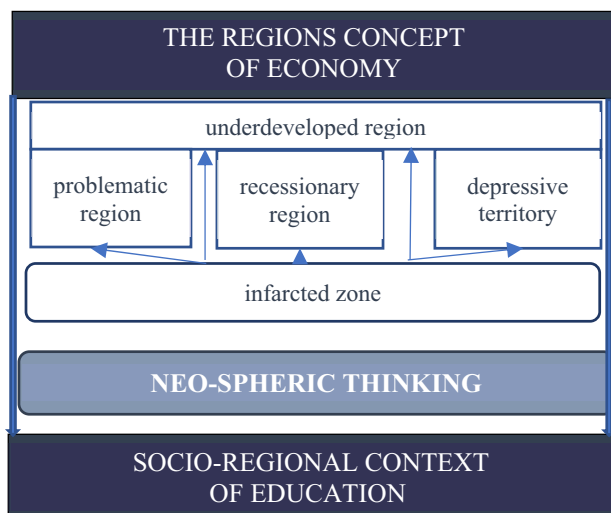 THE REGIONS CONCEPT
OF ECONOMY
underdeveloped region
problematic
region
recessionary
region
depressive
territory
infarcted zone
NEO-SPHERIC THINKING
SOCIO-REGIONAL CONTEXT
OF EDUCATION